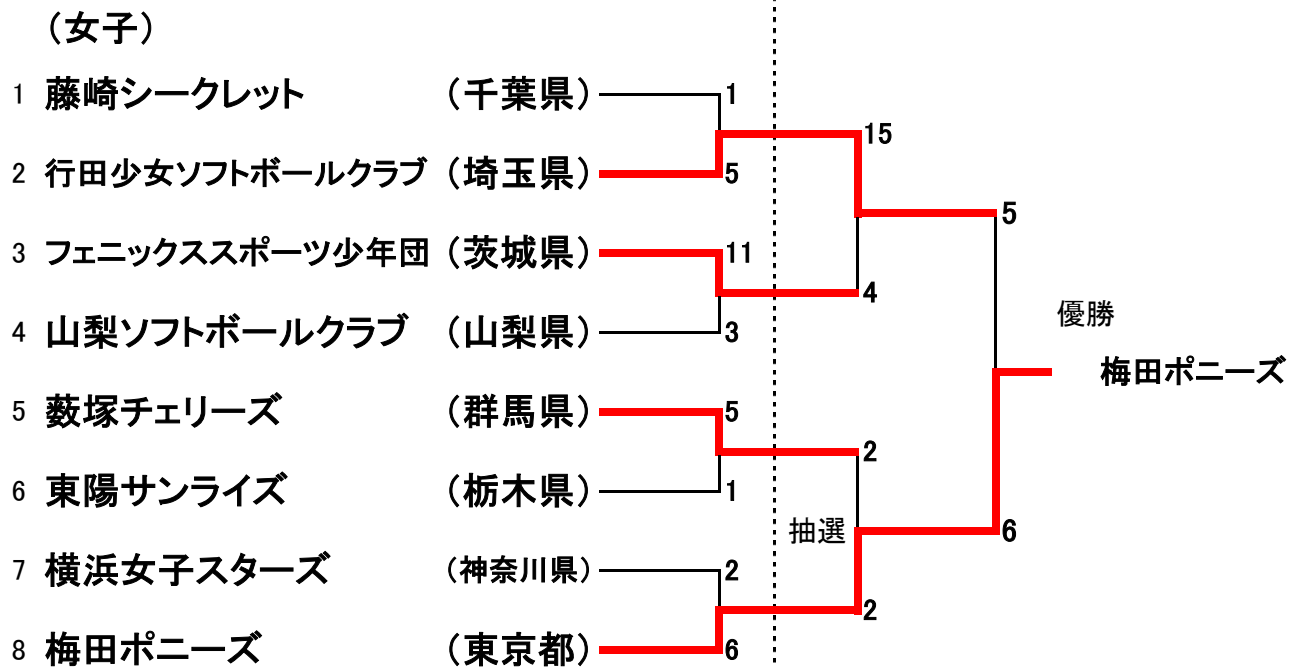 （女子）
1 藤崎シークレット （千葉県） 1
15
2 行田少女ソフトボールクラブ （埼玉県） 5
5
3 フェニックススポーツ少年団 （茨城県） 11
4
優勝
4 山梨ソフトボールクラブ （山梨県） 3
梅田ポニーズ
5 薮塚チェリーズ （群馬県） 5
2
6 東陽サンライズ （栃木県） 1
抽選 6
7 横浜女子スターズ （神奈川県） 2
2
8 梅田ポニーズ （東京都） 6